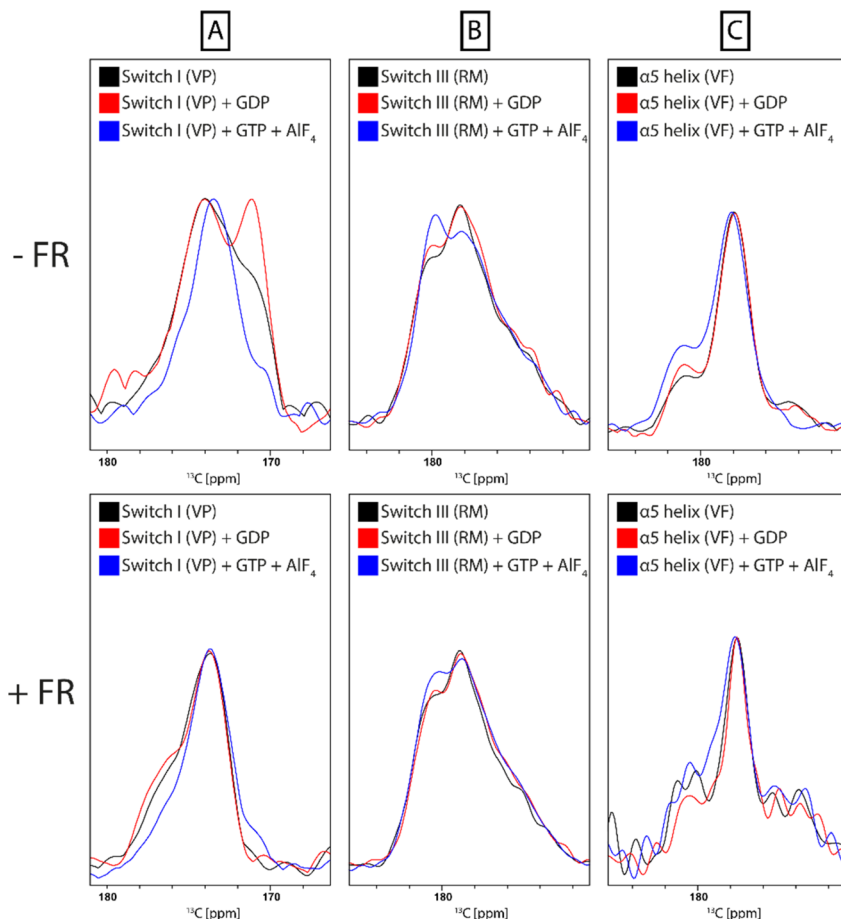 A
B
C
- FR
Switch I (VP)
Switch I (VP) + GDP
Switch I (VP) + GTP + AlF4
180
170
13C [ppm]
Switch III (RM)
Switch III (RM) + GDP
Switch III (RM) + GTP + AlF4
180
13C [ppm]
α5 helix (VF)
α5 helix (VF) + GDP
α5 helix (VF) + GTP + AlF4
180
13C [ppm]
+ FR
Switch I (VP)
Switch I (VP) + GDP
Switch I (VP) + GTP + AlF4
180
170
13C [ppm]
Switch III (RM)
Switch III (RM) + GDP
Switch III (RM) + GTP + AlF4
180
13C [ppm]
α5 helix (VF)
α5 helix (VF) + GDP
α5 helix (VF) + GTP + AlF4
180
13C [ppm]